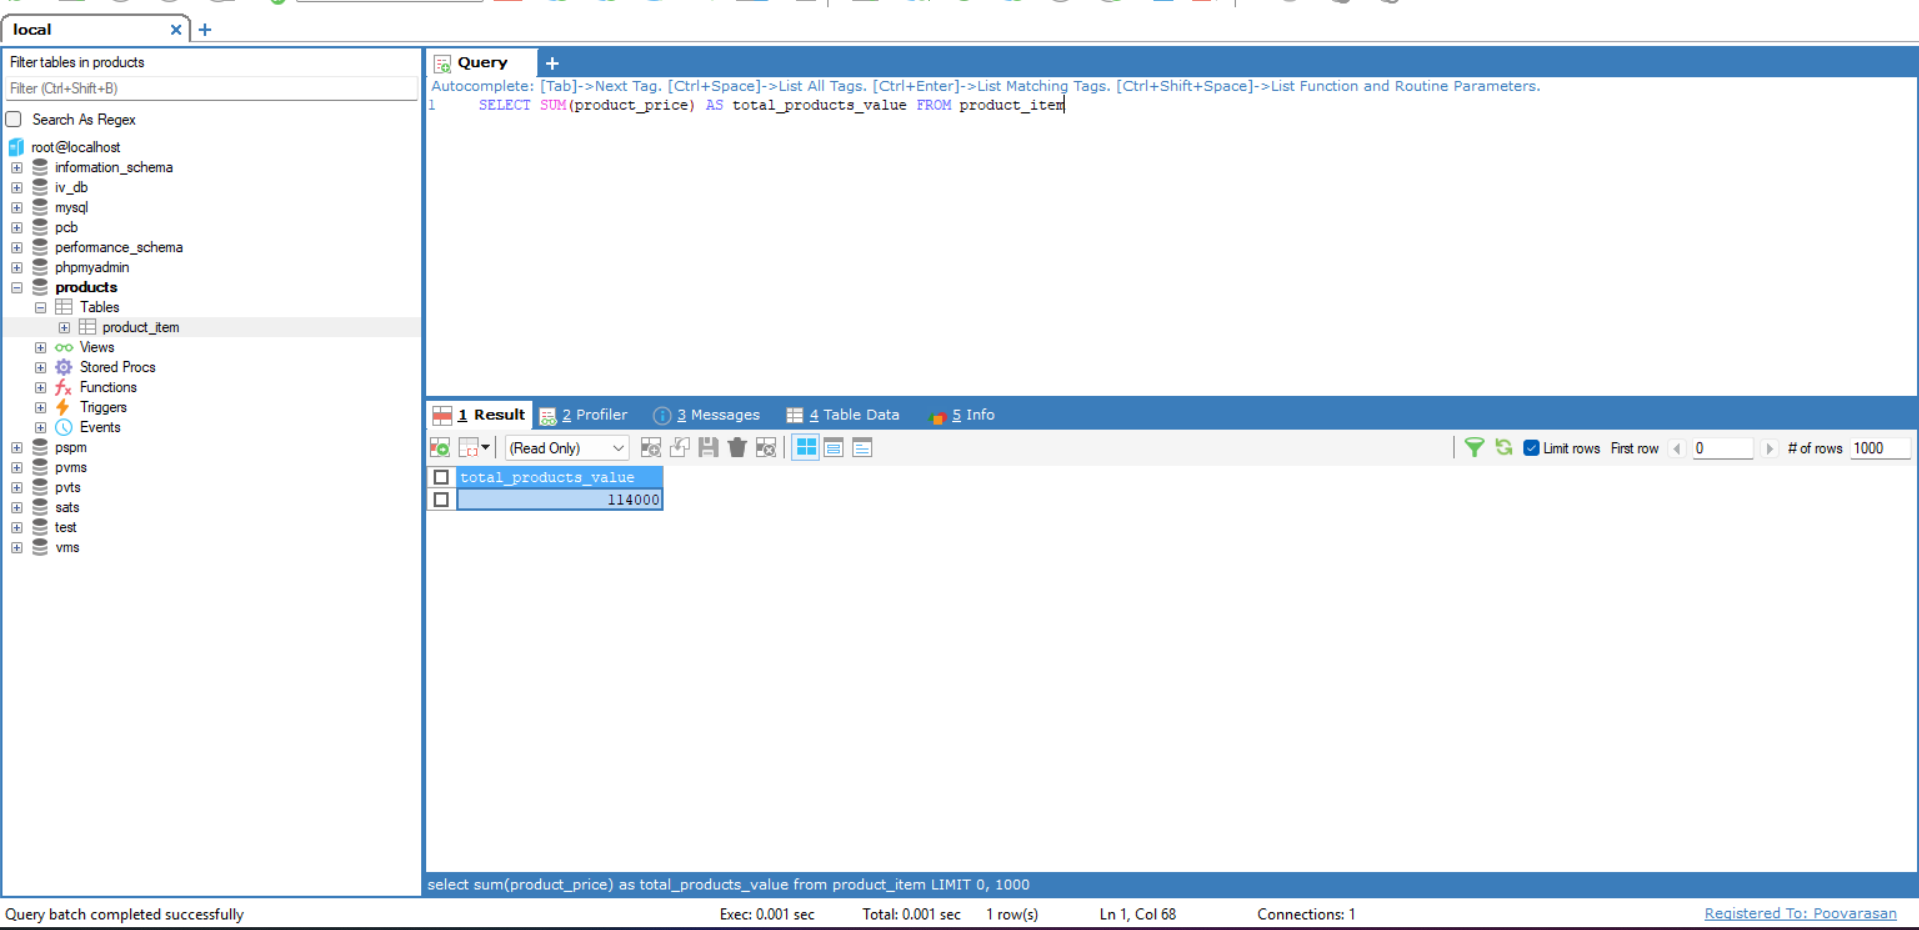 local
Filter tables in products
Filter (Ctrl+Shift+B)
Search As Regex
root@localhost
information_schema
iv_db
mysql
pcb
performance_schema
phpmyadmin
products
Tables
product_item
Views
Stored Procs
Functions
Triggers
Events
pspm
pvms
pvts
sats
test
vms
Query
Autocomplete: [Tab]->Next Tag. [Ctrl+Space]->List All Tags. [Ctrl+Enter]->List Matching Tags. [Ctrl+Shift+Space]->List Function and Routine Parameters.
1 SELECT SUM(product_price) AS total_products_value FROM product_item
1 Result 2 Profiler 3 Messages 4 Table Data 5 Info
(Read Only) Limit rows First row 0 # of rows 1000
total_products_value
114000
select sum(product_price) as total_products_value from product_item LIMIT 0, 1000
Query batch completed successfully Exec: 0.001 sec Total: 0.001 sec 1 row(s) Ln 1, Col 68 Connections: 1 Registered To: Poovarasan